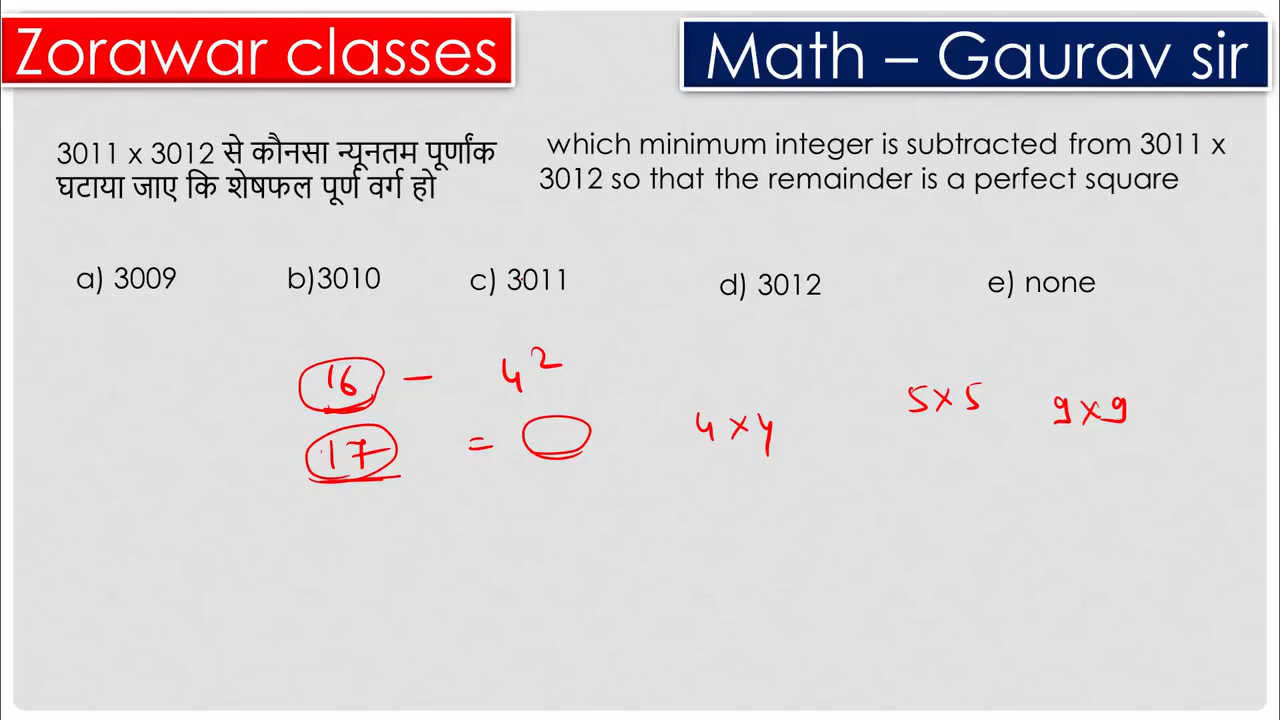 Zorawar classes
Math – Gaurav sir
3011 x 3012 से कौनसा न्यूनतम पूर्णांक
घटाया जाए कि शेषफल पूर्ण वर्ग हो
which minimum integer is subtracted from 3011 x
3012 so that the remainder is a perfect square
a) 3009 b)3010 c) 3011 d) 3012 e) none
16 – 4²
17 =
4 × 4
5 × 5
9 × 9